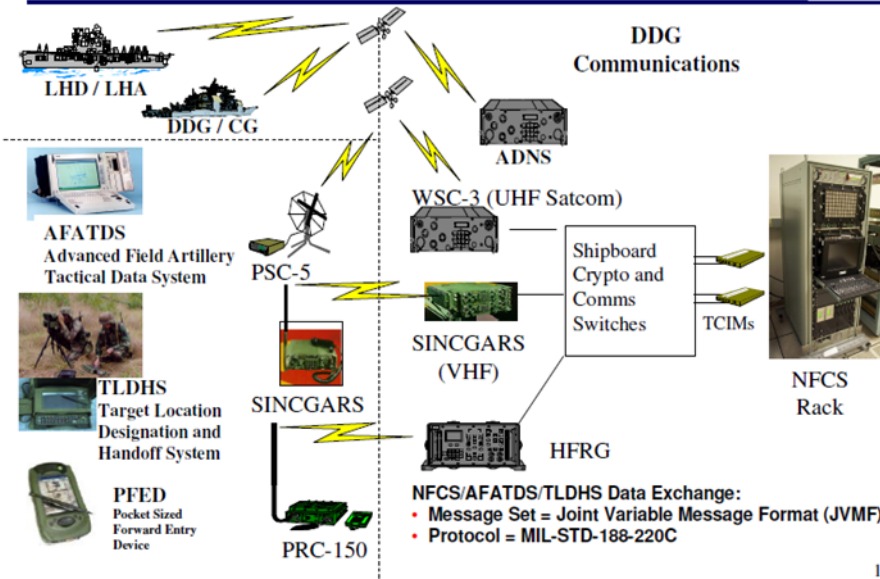 DDG
Communications
LHD / LHA
DDG / CG
ADNS
WSC-3 (UHF Satcom)
AFATDS
Advanced Field Artillery
Tactical Data System
PSC-5
Shipboard
Crypto and
Comms
Switches
TCIMs
SINCGARS
(VHF)
NFCS
Rack
TLDHS
Target Location
Designation and
Handoff System
SINCGARS
HFRG
PFED
Pocket Sized
Forward Entry
Device
PRC-150
NFCS/AFATDS/TLDHS Data Exchange:
• Message Set = Joint Variable Message Format (JVMF)
• Protocol = MIL-STD-188-220C
1